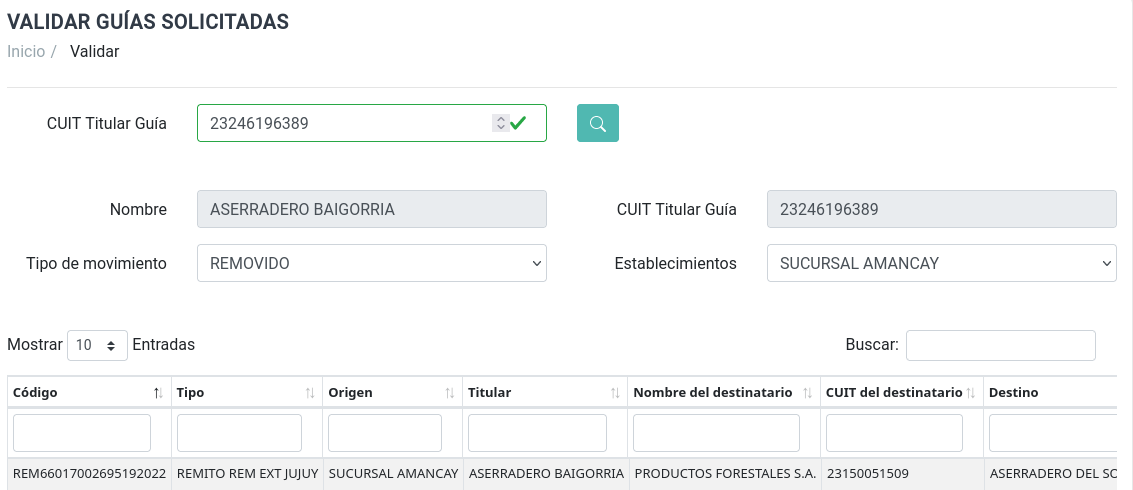 VALIDAR GUÍAS SOLICITADAS
Inicio / Validar
CUIT Titular Guía 23246196389
Nombre ASERRADERO BAIGORRIA CUIT Titular Guía 23246196389
Tipo de movimiento REMOVIDO Establecimientos SUCURSAL AMANCAY
Mostrar 10 Entradas Buscar:
Código Tipo Origen Titular Nombre del destinatario CUIT del destinatario Destino
REM66017002695192022 REMITO REM EXT JUJUY SUCURSAL AMANCAY ASERRADERO BAIGORRIA PRODUCTOS FORESTALES S.A. 23150051509 ASERRADERO DEL SO